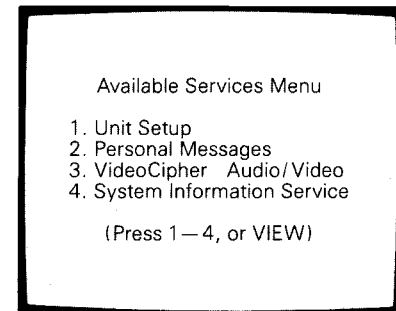 Available Services Menu
1. Unit Setup
2. Personal Messages
3. VideoCipher Audio/Video
4. System Information Service
(Press 1—4, or VIEW)